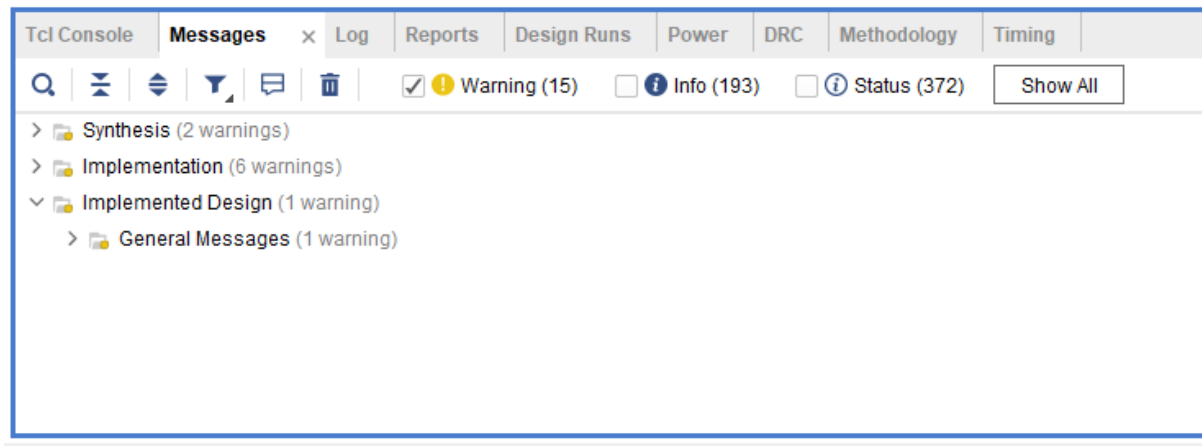 Tcl Console Messages × Log Reports Design Runs Power DRC Methodology Timing
Warning (15) Info (193) Status (372) Show All
Synthesis (2 warnings)
Implementation (6 warnings)
Implemented Design (1 warning)
General Messages (1 warning)